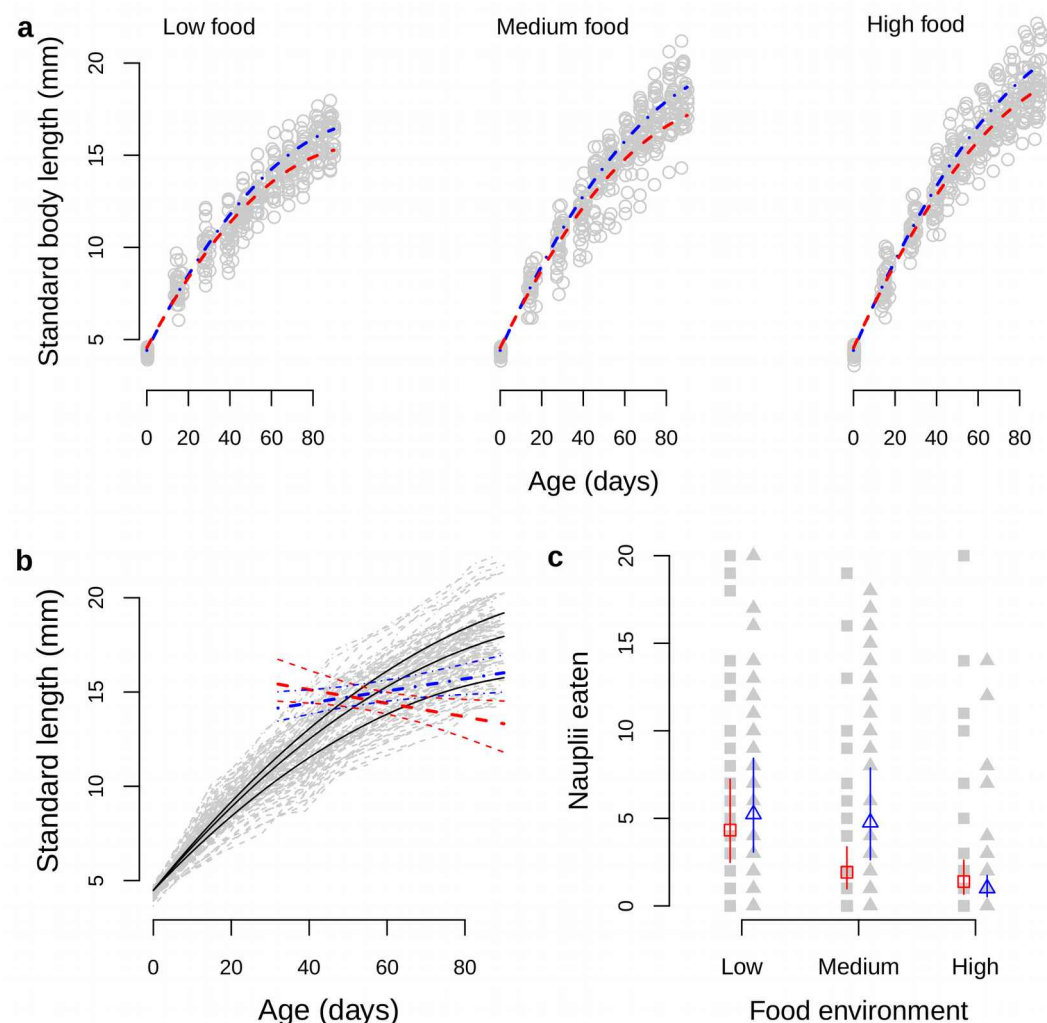 a
Low food
Medium food
High food
Standard body length (mm)
20
15
10
5
0 20 40 60 80
0 20 40 60 80
0 20 40 60 80
Age (days)
b
Standard length (mm)
20
15
10
5
0 20 40 60 80
Age (days)
c
Nauplii eaten
20
15
10
5
0
Low Medium High
Food environment